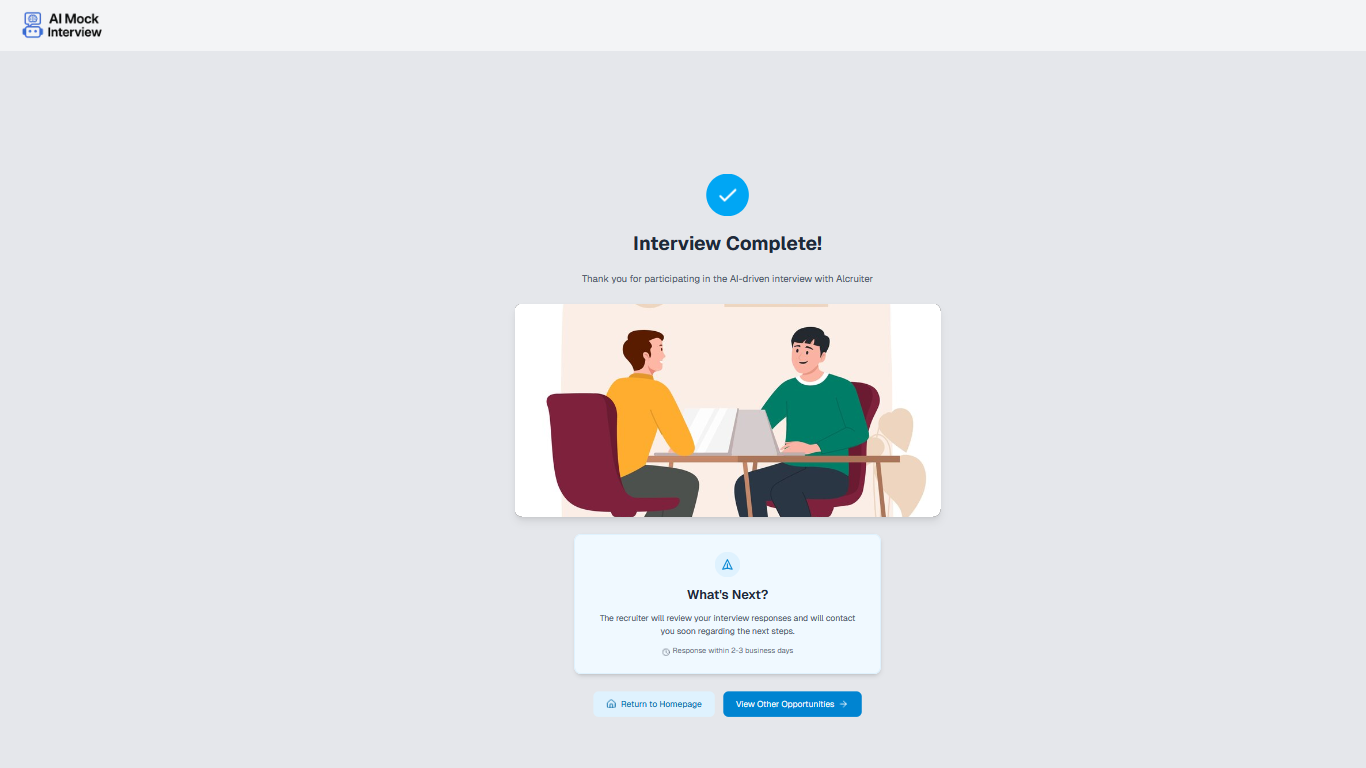 AI Mock
Interview
Interview Complete!
Thank you for participating in the AI-driven interview with Alcruiter
What's Next?
The recruiter will review your interview responses and will contact
you soon regarding the next steps.
Response within 2-3 business days
Return to Homepage
View Other Opportunities